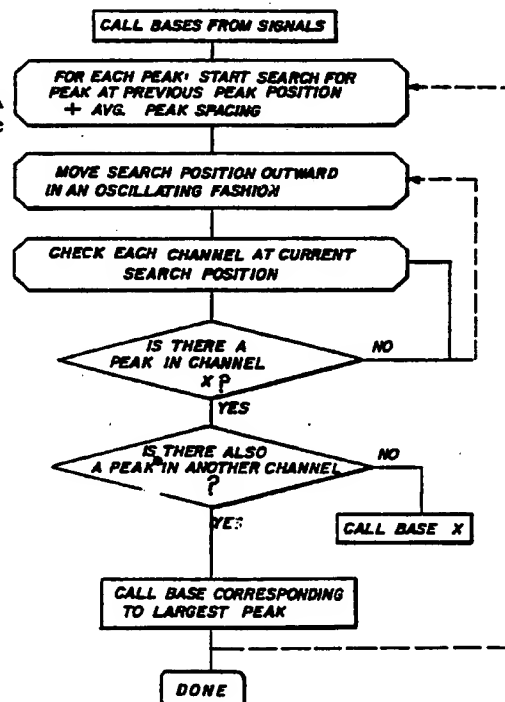 CALL BASES FROM SIGNALS
FOR EACH PEAK: START SEARCH FOR
PEAK AT PREVIOUS PEAK POSITION
+ AVG. PEAK SPACING
MOVE SEARCH POSITION OUTWARD
IN AN OSCILLATING FASHION
CHECK EACH CHANNEL AT CURRENT
SEARCH POSITION
IS THERE A
PEAK IN CHANNEL
X ?
NO
YES
IS THERE ALSO
A PEAK IN ANOTHER CHANNEL
?
NO
YES
CALL BASE X
CALL BASE CORRESPONDING
TO LARGEST PEAK
DONE